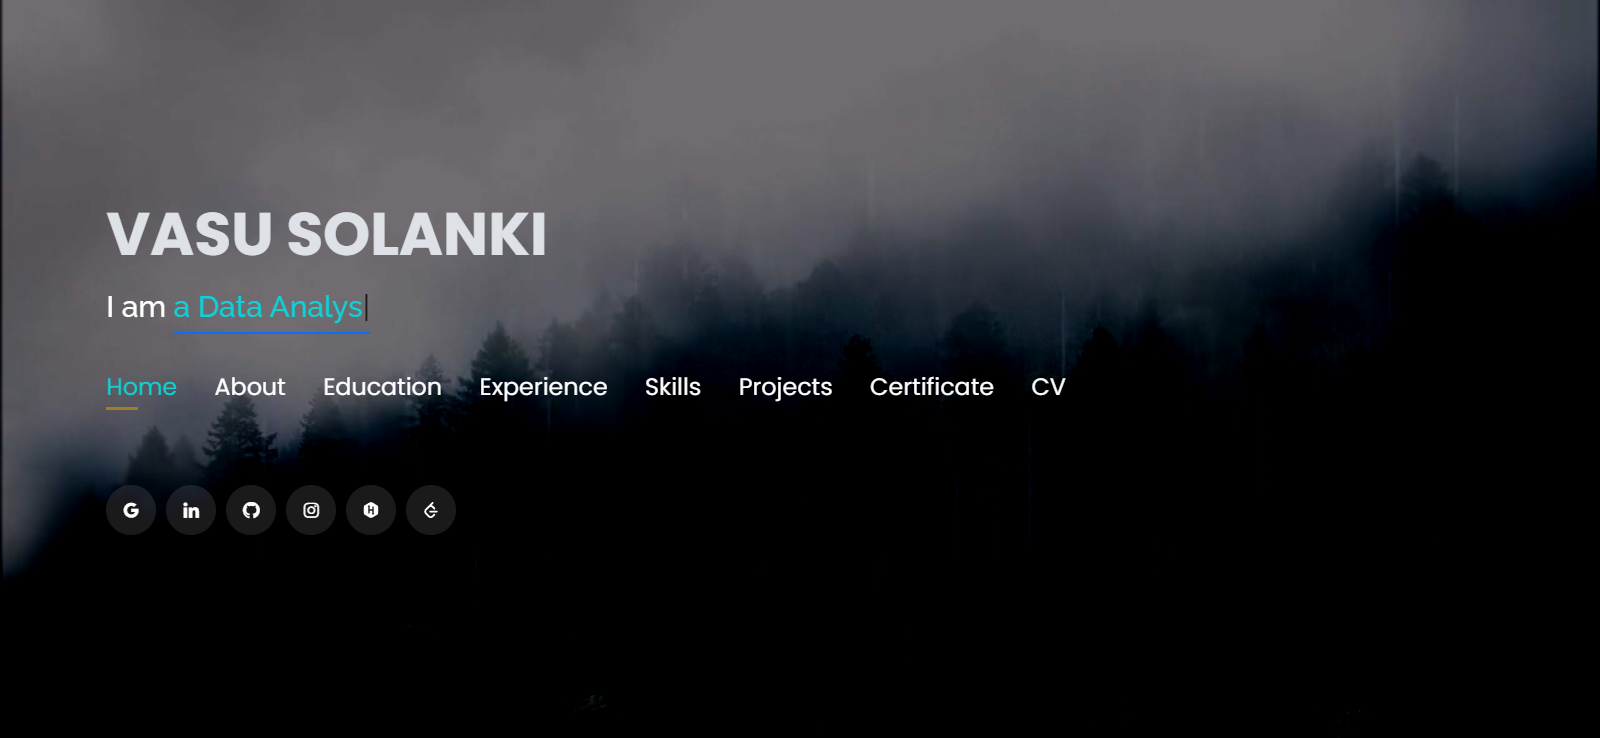 VASU SOLANKI
I am a Data Analys
Home About Education Experience Skills Projects Certificate CV